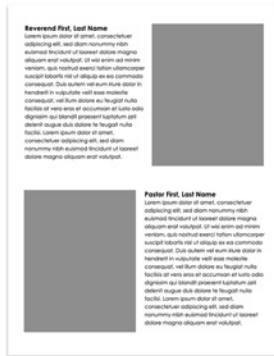 Reverend First, Last Name
Lorem ipsum dolor sit amet, consectetuer
adipiscing elit, sed diam nonummy nibh
euismod tincidunt ut laoreet dolore magna
aliquam erat volutpat. Ut wisi enim ad minim
veniam, quis nostrud exerci tation ullamcorper
suscipit lobortis nisl ut aliquip ex ea commodo
consequat. Duis autem vel eum iriure dolor in
hendrerit in vulputate velit esse molestie
consequat, vel illum dolore eu feugiat nulla
facilisis at vero eros et accumsan et iusto odio
dignissim qui blandit praesent luptatum zzril
delenit augue duis dolore te feugait nulla
facilisi. Lorem ipsum dolor sit amet,
consectetuer adipiscing elit, sed diam
nonummy nibh euismod tincidunt ut laoreet
dolore magna aliquam erat volutpat.
Pastor First, Last Name
Lorem ipsum dolor sit amet, consectetuer
adipiscing elit, sed diam nonummy nibh
euismod tincidunt ut laoreet dolore magna
aliquam erat volutpat. Ut wisi enim ad minim
veniam, quis nostrud exerci tation ullamcorper
suscipit lobortis nisl ut aliquip ex ea commodo
consequat. Duis autem vel eum iriure dolor in
hendrerit in vulputate velit esse molestie
consequat, vel illum dolore eu feugiat nulla
facilisis at vero eros et accumsan et iusto odio
dignissim qui blandit praesent luptatum zzril
delenit augue duis dolore te feugait nulla
facilisi. Lorem ipsum dolor sit amet,
consectetuer adipiscing elit, sed diam
nonummy nibh euismod tincidunt ut laoreet
dolore magna aliquam erat volutpat.